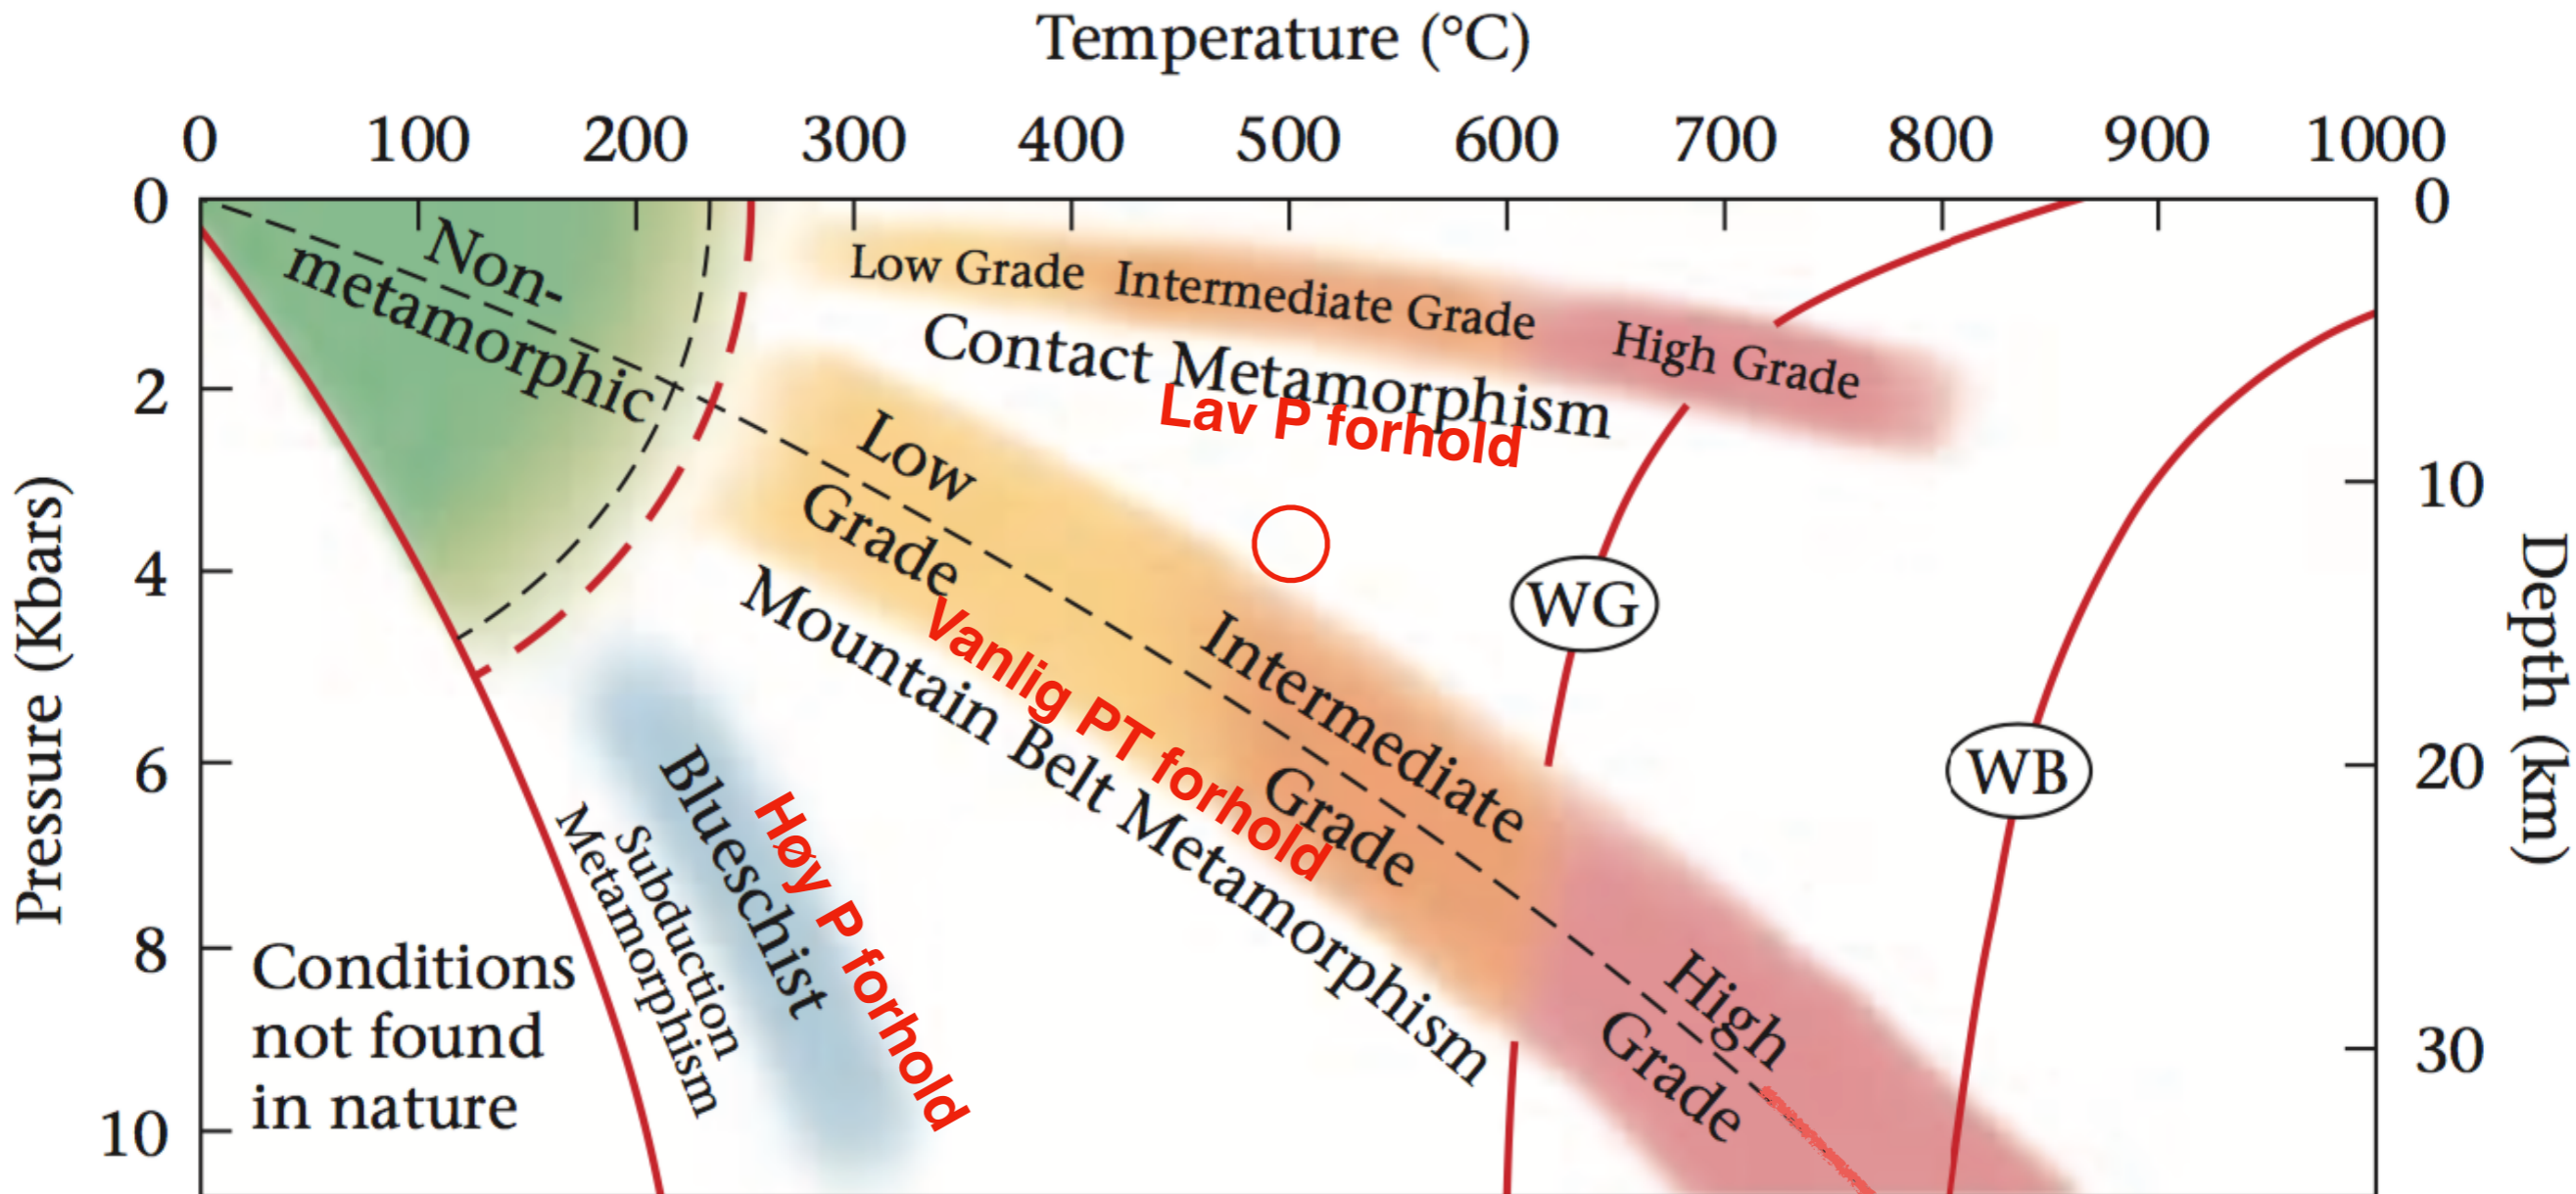 Temperature (°C)
0 100 200 300 400 500 600 700 800 900 1000
Pressure (Kbars)
0
2
4
6
8
10
Depth (km)
0
10
20
30
Non-
metamorphic
Low Grade Intermediate Grade High Grade
Contact Metamorphism
Lav P forhold
Low
Grade
Intermediate
Grade
High
Grade
Mountain Belt Metamorphism
Vanlig PT forhold
WG
WB
Blueschist
Høy P forhold
Subduction
Metamorphism
Conditions
not found
in nature